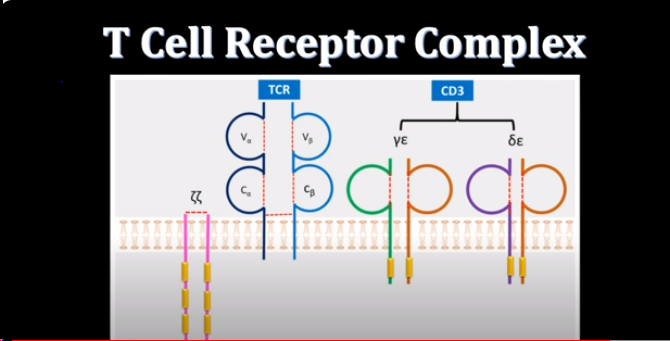 T Cell Receptor Complex
TCR
CD3
Vα
Vβ
γε
δε
ζζ
Cα
Cβ